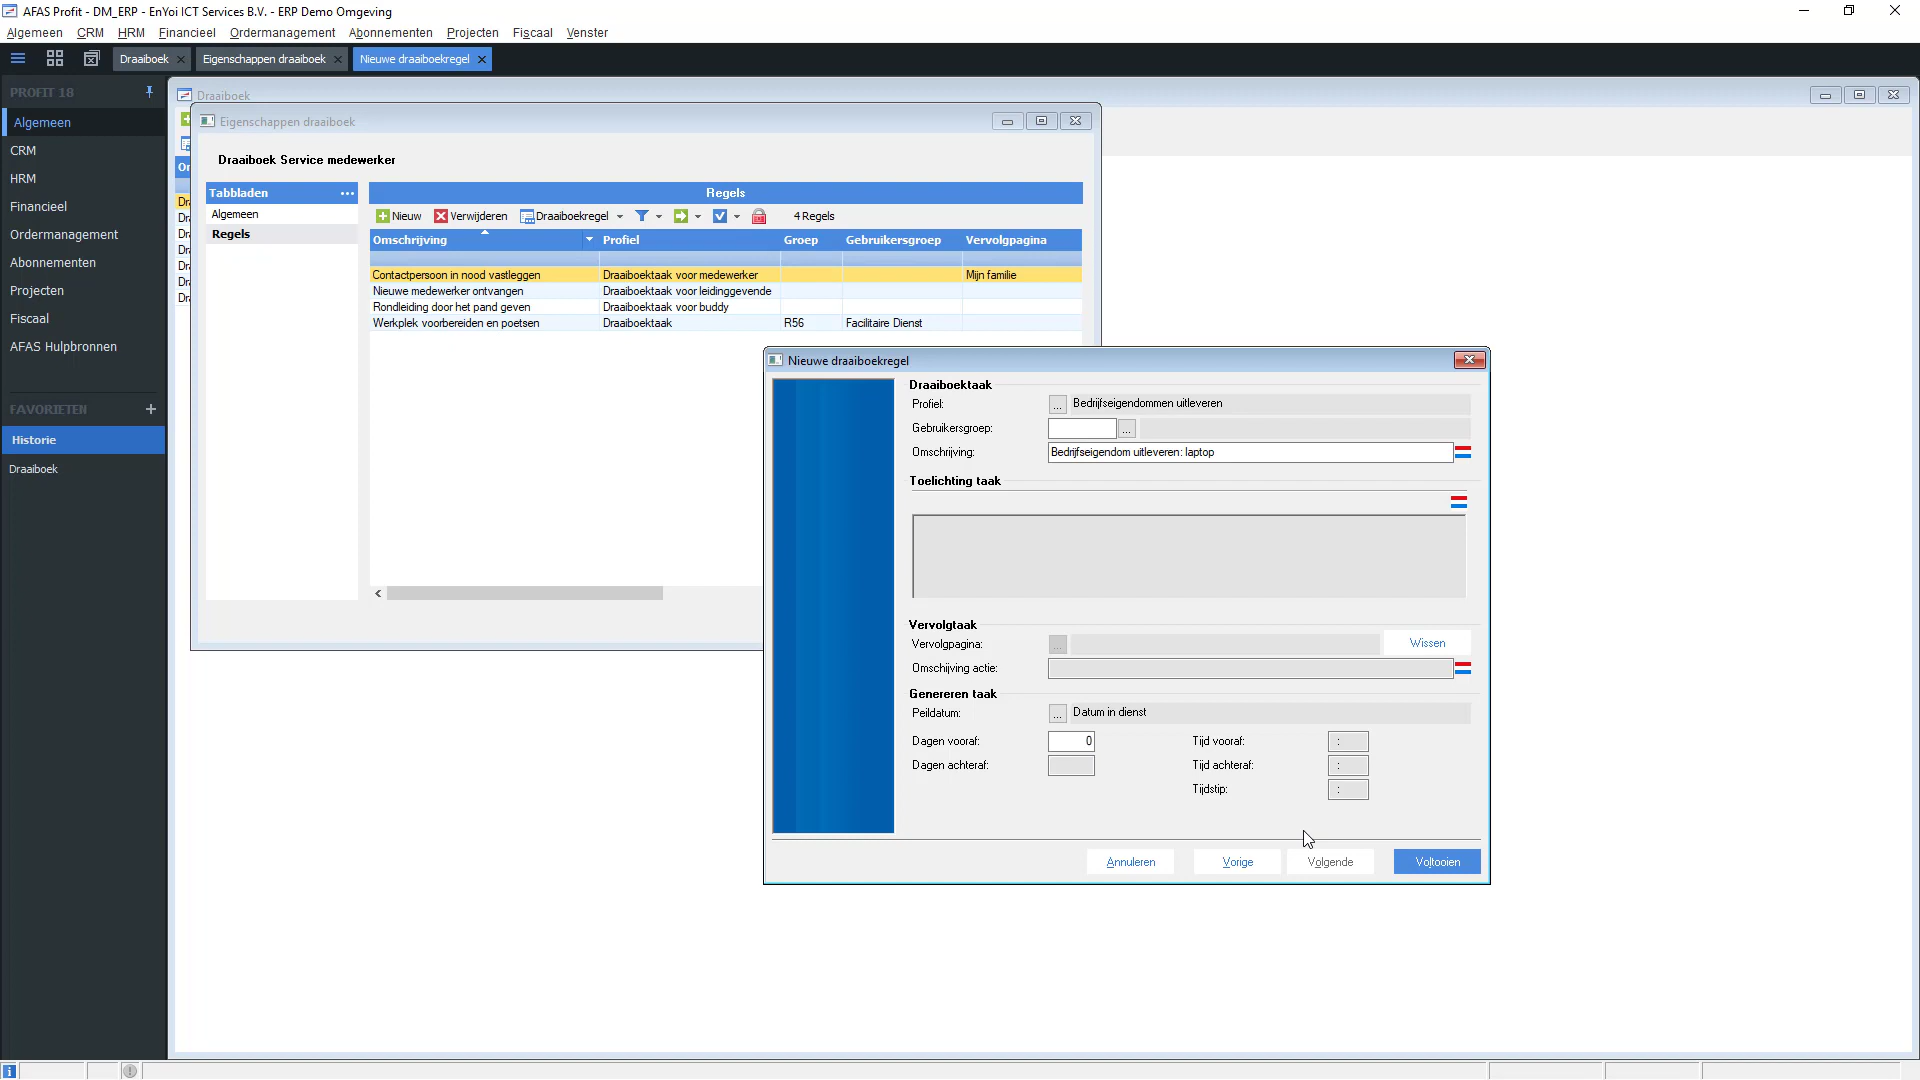 AFAS Profit - DM_ERP - EnYoi ICT Services B.V. - ERP Demo Omgeving
Algemeen CRM HRM Financieel Ordermanagement Abonnementen Projecten Fiscaal Venster
Draaiboek Eigenschappen draaiboek Nieuwe draaiboekregel
PROFIT 18
Algemeen
CRM
HRM
Financieel
Ordermanagement
Abonnementen
Projecten
Fiscaal
AFAS Hulpbronnen
FAVORIETEN
Historie
Draaiboek
Draaiboek
Eigenschappen draaiboek
Draaiboek Service medewerker
Tabbladen ...
Algemeen
Regels
Regels
Nieuw Verwijderen Draaiboekregel 4 Regels
Omschrijving Profiel Groep Gebruikersgroep Vervolgpagina
Contactpersoon in nood vastleggen Draaiboektaak voor medewerker Mijn familie
Nieuwe medewerker ontvangen Draaiboektaak voor leidinggevende
Rondleiding door het pand geven Draaiboektaak voor buddy
Werkplek voorbereiden en poetsen Draaiboektaak R56 Facilitaire Dienst
Nieuwe draaiboekregel
Draaiboektaak
Profiel: ... Bedrijfseigendommen uitleveren
Gebruikersgroep: ...
Omschrijving: Bedrijfseigendom uitleveren: laptop
Toelichting taak
Vervolgtaak
Vervolgpagina: ... Wissen
Omschijving actie:
Genereren taak
Peildatum: ... Datum in dienst
Dagen vooraf: 0 Tijd vooraf: :
Dagen achteraf: Tijd achteraf: :
Tijdstip: :
Annuleren Vorige Volgende Voltooien